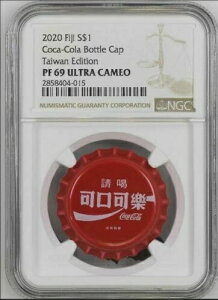 2020 FIJI S$1
Coca-Cola Bottle Cap
Taiwan Edition
PF 69 ULTRA CAMEO
2858404-015
NUMISMATIC GUARANTY CORPORATION
NGC
請喝
可口可樂
Coca-Cola